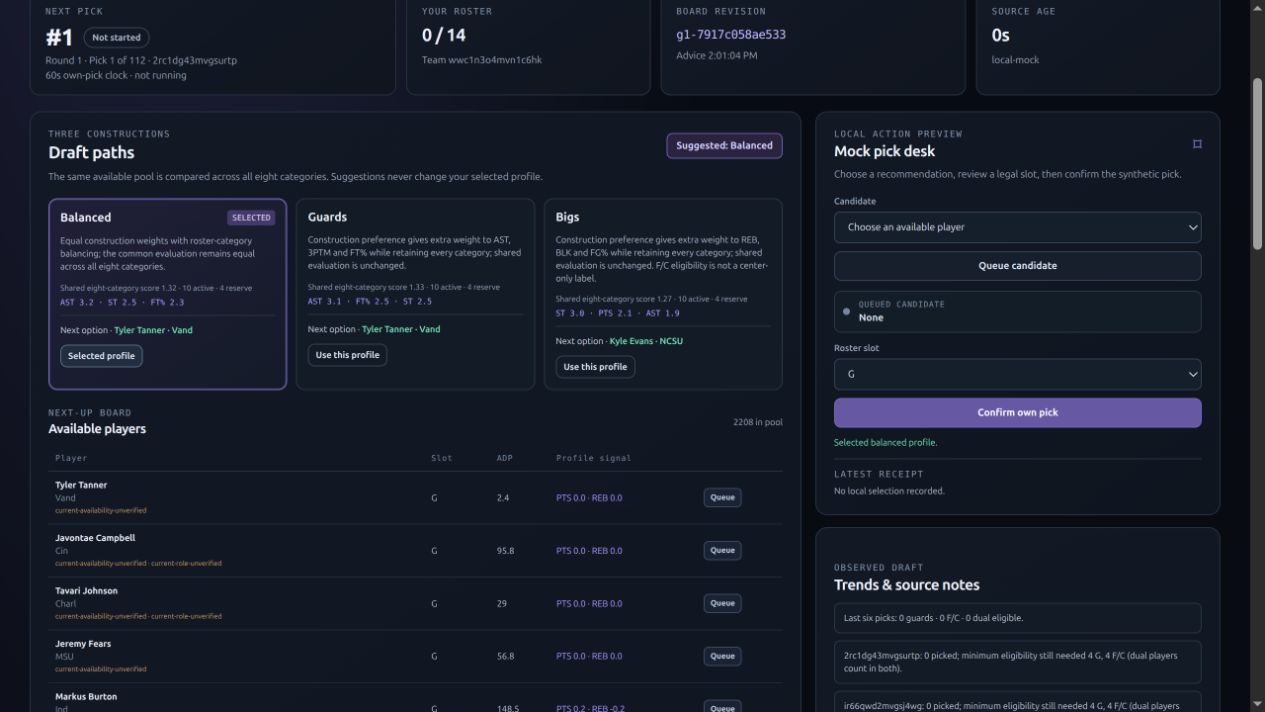 NEXT PICK
#1 Not started
Round 1 · Pick 1 of 112 · 2rc1dg43mvgsurtp
60s own-pick clock · not running
YOUR ROSTER
0 / 14
Team wwc1n3o4mvn1c6hk
BOARD REVISION
g1-7917c058ae533
Advice 2:01:04 PM
SOURCE AGE
0s
local-mock
THREE CONSTRUCTIONS
Draft paths
Suggested: Balanced
The same available pool is compared across all eight categories. Suggestions never change your selected profile.
Balanced
SELECTED
Equal construction weights with roster-category
balancing; the common evaluation remains equal
across all eight categories.
Shared eight-category score 1.32 · 10 active · 4 reserve
AST 3.2 · ST 2.5 · FT% 2.3
Next option · Tyler Tanner · Vand
Selected profile
Guards
Construction preference gives extra weight to AST,
3PTM and FT% while retaining every category; shared
evaluation is unchanged.
Shared eight-category score 1.33 · 10 active · 4 reserve
AST 3.1 · FT% 2.5 · ST 2.5
Next option · Tyler Tanner · Vand
Use this profile
Bigs
Construction preference gives extra weight to REB,
BLK and FG% while retaining every category; shared
evaluation is unchanged. F/C eligibility is not a center-
only label.
Shared eight-category score 1.27 · 10 active · 4 reserve
ST 3.0 · PTS 2.1 · AST 1.9
Next option · Kyle Evans · NCSU
Use this profile
NEXT-UP BOARD
Available players
2208 in pool
Player Slot ADP Profile signal
Tyler Tanner
Vand
current-availability-unverified
G 2.4 PTS 0.0 · REB 0.0 Queue
Javontae Campbell
Cin
current-availability-unverified · current-role-unverified
G 95.8 PTS 0.0 · REB 0.0 Queue
Tavari Johnson
Charl
current-availability-unverified · current-role-unverified
G 29 PTS 0.0 · REB 0.0 Queue
Jeremy Fears
MSU
current-availability-unverified
G 56.8 PTS 0.0 · REB 0.0 Queue
Markus Burton
Ind
G 148.5 PTS 0.2 · REB -0.2 Queue
LOCAL ACTION PREVIEW
Mock pick desk
Choose a recommendation, review a legal slot, then confirm the synthetic pick.
Candidate
Choose an available player
Queue candidate
QUEUED CANDIDATE
None
Roster slot
G
Confirm own pick
Selected balanced profile.
LATEST RECEIPT
No local selection recorded.
OBSERVED DRAFT
Trends & source notes
Last six picks: 0 guards · 0 F/C · 0 dual eligible.
2rc1dg43mvgsurtp: 0 picked; minimum eligibility still needed 4 G, 4 F/C (dual players
count in both).
ir66qwd2mvgsj4wg: 0 picked; minimum eligibility still needed 4 G, 4 F/C (dual players